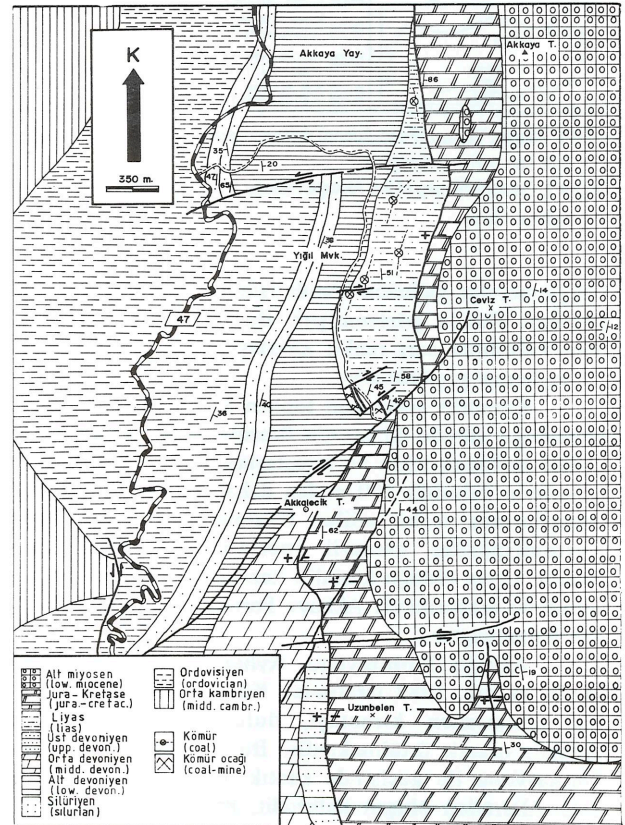 K
350 m.
Akkaya Yay.
Akkaya T.
86
35
20
47
65
38
Yığlı Mvk.
51
Ceviz T.
14
12
47
58
45
42
36
40
Akkalecik T.
44
62
19
Uzunbelen T.
30
Alt miyosen
(low. miocene)
Jura-Kretase
(jura.-cretac.)
Liyas
(lias)
Üst devoniyen
(upp. devon.)
Orta devoniyen
(midd. devon.)
Alt devoniyen
(low. devon.)
Silüriyen
(silurian)
Ordovisiyen
(ordovician)
Orta kambriyen
(midd. cambr.)
Kömür
(coal)
Kömür ocağı
(coal-mine)